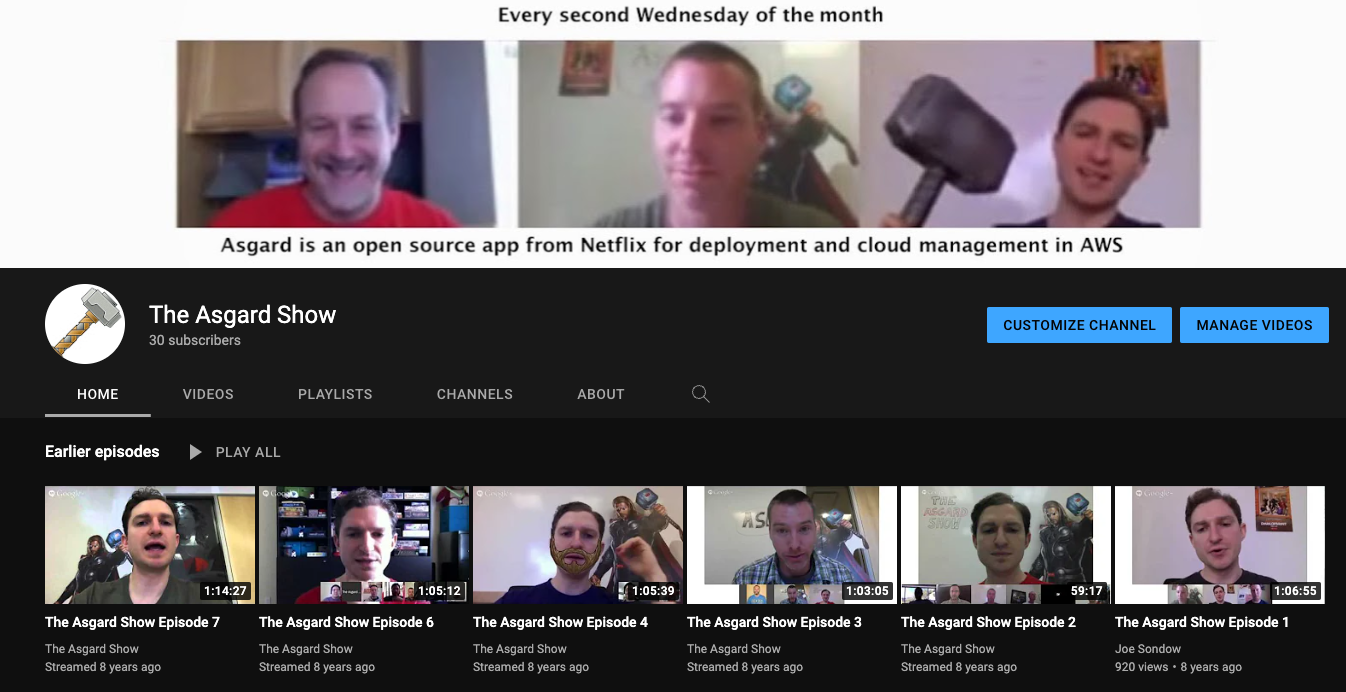 Every second Wednesday of the month
Asgard is an open source app from Netflix for deployment and cloud management in AWS
The Asgard Show
30 subscribers
CUSTOMIZE CHANNEL
MANAGE VIDEOS
HOME
VIDEOS
PLAYLISTS
CHANNELS
ABOUT
Earlier episodes
PLAY ALL
1:14:27
1:05:12
1:05:39
1:03:05
THE
ASGARD
SHOE
59:17
1:06:55
The Asgard Show Episode 7
The Asgard Show
Streamed 8 years ago
The Asgard Show Episode 6
The Asgard Show
Streamed 8 years ago
The Asgard Show Episode 4
The Asgard Show
Streamed 8 years ago
The Asgard Show Episode 3
The Asgard Show
Streamed 8 years ago
The Asgard Show Episode 2
The Asgard Show
Streamed 8 years ago
The Asgard Show Episode 1
Joe Sondow
920 views • 8 years ago